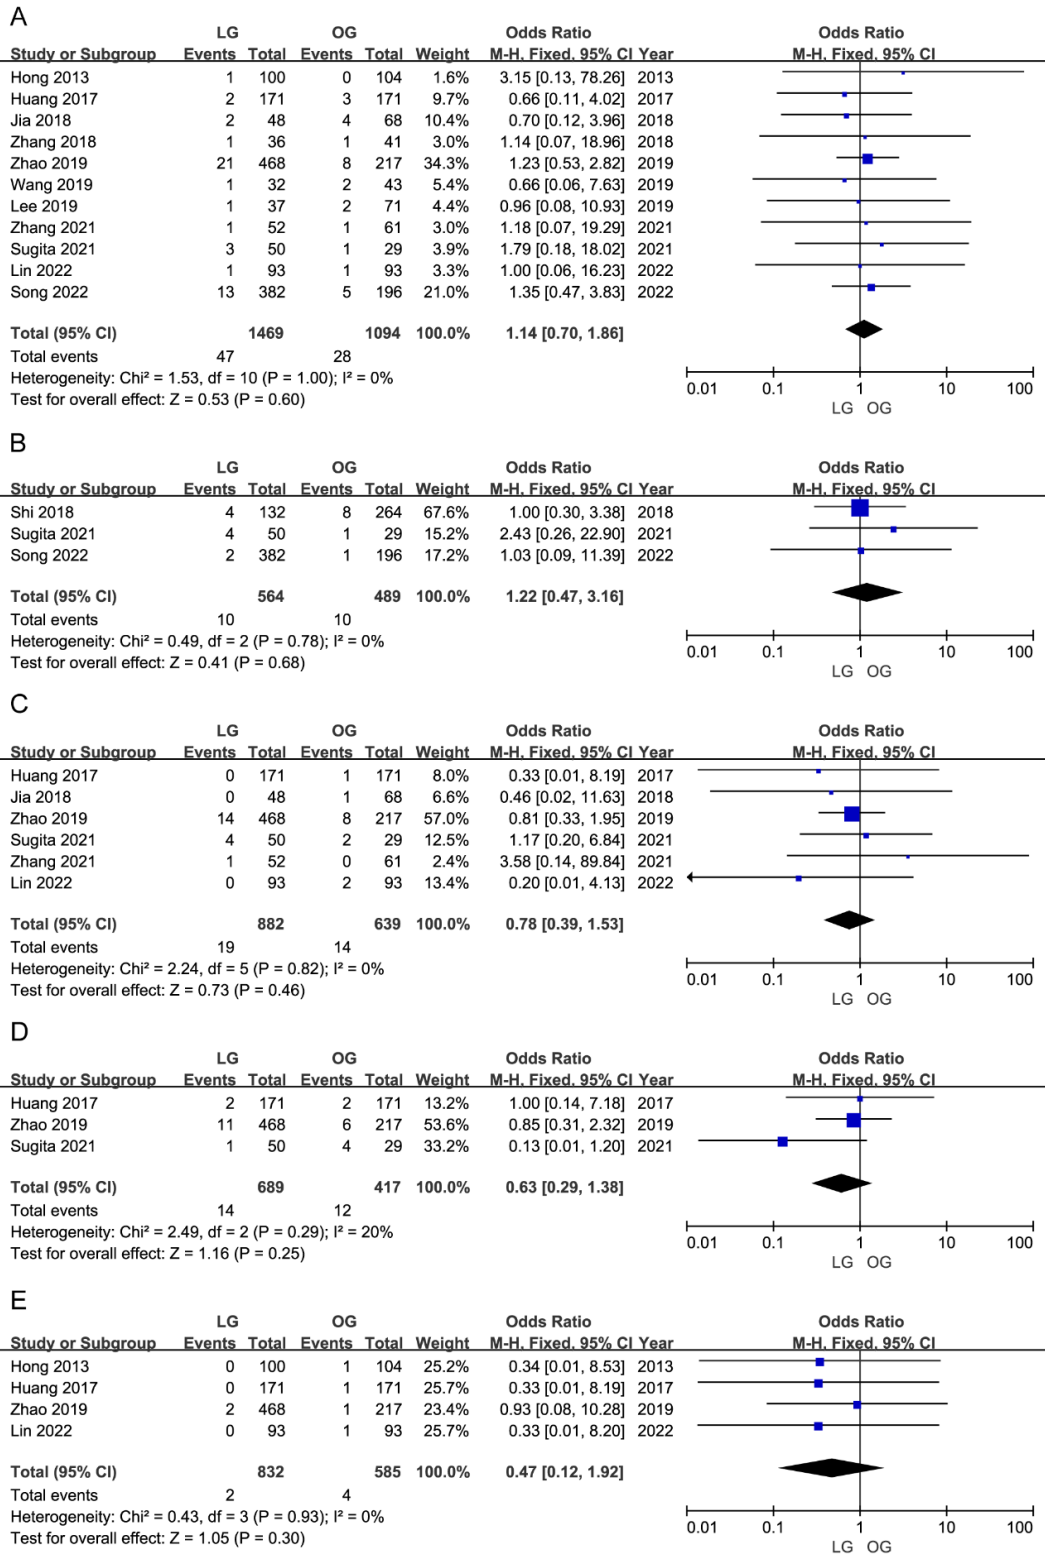 A
LG OG Odds Ratio Odds Ratio
Study or Subgroup Events Total Events Total Weight M-H. Fixed. 95% CI Year M-H. Fixed. 95% CI
Hong 2013 1 100 0 104 1.6% 3.15 [0.13, 78.26] 2013
Huang 2017 2 171 3 171 9.7% 0.66 [0.11, 4.02] 2017
Jia 2018 2 48 4 68 10.4% 0.70 [0.12, 3.96] 2018
Zhang 2018 1 36 1 41 3.0% 1.14 [0.07, 18.96] 2018
Zhao 2019 21 468 8 217 34.3% 1.23 [0.53, 2.82] 2019
Wang 2019 1 32 2 43 5.4% 0.66 [0.06, 7.63] 2019
Lee 2019 1 37 2 71 4.4% 0.96 [0.08, 10.93] 2019
Zhang 2021 1 52 1 61 3.0% 1.18 [0.07, 19.29] 2021
Sugita 2021 3 50 1 29 3.9% 1.79 [0.18, 18.02] 2021
Lin 2022 1 93 1 93 3.3% 1.00 [0.06, 16.23] 2022
Song 2022 13 382 5 196 21.0% 1.35 [0.47, 3.83] 2022
Total (95% CI) 1469 1094 100.0% 1.14 [0.70, 1.86]
Total events 47 28
Heterogeneity: Chi² = 1.53, df = 10 (P = 1.00); I² = 0%
Test for overall effect: Z = 0.53 (P = 0.60)
0.01 0.1 1 10 100
LG OG
B
LG OG Odds Ratio Odds Ratio
Study or Subgroup Events Total Events Total Weight M-H. Fixed. 95% CI Year M-H. Fixed. 95% CI
Shi 2018 4 132 8 264 67.6% 1.00 [0.30, 3.38] 2018
Sugita 2021 4 50 1 29 15.2% 2.43 [0.26, 22.90] 2021
Song 2022 2 382 1 196 17.2% 1.03 [0.09, 11.39] 2022
Total (95% CI) 564 489 100.0% 1.22 [0.47, 3.16]
Total events 10 10
Heterogeneity: Chi² = 0.49, df = 2 (P = 0.78); I² = 0%
Test for overall effect: Z = 0.41 (P = 0.68)
0.01 0.1 1 10 100
LG OG
C
LG OG Odds Ratio Odds Ratio
Study or Subgroup Events Total Events Total Weight M-H. Fixed. 95% CI Year M-H. Fixed. 95% CI
Huang 2017 0 171 1 171 8.0% 0.33 [0.01, 8.19] 2017
Jia 2018 0 48 1 68 6.6% 0.46 [0.02, 11.63] 2018
Zhao 2019 14 468 8 217 57.0% 0.81 [0.33, 1.95] 2019
Sugita 2021 4 50 2 29 12.5% 1.17 [0.20, 6.84] 2021
Zhang 2021 1 52 0 61 2.4% 3.58 [0.14, 89.84] 2021
Lin 2022 0 93 2 93 13.4% 0.20 [0.01, 4.13] 2022
Total (95% CI) 882 639 100.0% 0.78 [0.39, 1.53]
Total events 19 14
Heterogeneity: Chi² = 2.24, df = 5 (P = 0.82); I² = 0%
Test for overall effect: Z = 0.73 (P = 0.46)
0.01 0.1 1 10 100
LG OG
D
LG OG Odds Ratio Odds Ratio
Study or Subgroup Events Total Events Total Weight M-H. Fixed. 95% CI Year M-H. Fixed. 95% CI
Huang 2017 2 171 2 171 13.2% 1.00 [0.14, 7.18] 2017
Zhao 2019 11 468 6 217 53.6% 0.85 [0.31, 2.32] 2019
Sugita 2021 1 50 4 29 33.2% 0.13 [0.01, 1.20] 2021
Total (95% CI) 689 417 100.0% 0.63 [0.29, 1.38]
Total events 14 12
Heterogeneity: Chi² = 2.49, df = 2 (P = 0.29); I² = 20%
Test for overall effect: Z = 1.16 (P = 0.25)
0.01 0.1 1 10 100
LG OG
E
LG OG Odds Ratio Odds Ratio
Study or Subgroup Events Total Events Total Weight M-H. Fixed. 95% CI Year M-H. Fixed. 95% CI
Hong 2013 0 100 1 104 25.2% 0.34 [0.01, 8.53] 2013
Huang 2017 0 171 1 171 25.7% 0.33 [0.01, 8.19] 2017
Zhao 2019 2 468 1 217 23.4% 0.93 [0.08, 10.28] 2019
Lin 2022 0 93 1 93 25.7% 0.33 [0.01, 8.20] 2022
Total (95% CI) 832 585 100.0% 0.47 [0.12, 1.92]
Total events 2 4
Heterogeneity: Chi² = 0.43, df = 3 (P = 0.93); I² = 0%
Test for overall effect: Z = 1.05 (P = 0.30)
0.01 0.1 1 10 100
LG OG